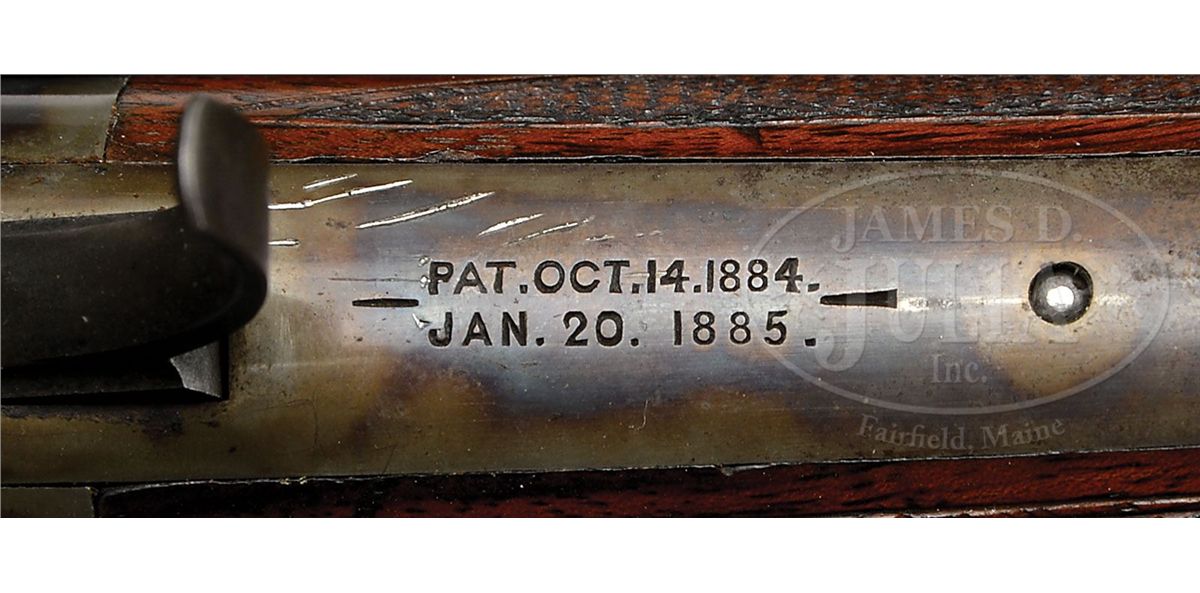 PAT.OCT.14.1884.
JAN. 20. 1885.
JAMES D.
JULIA
Inc.
Fairfield, Maine